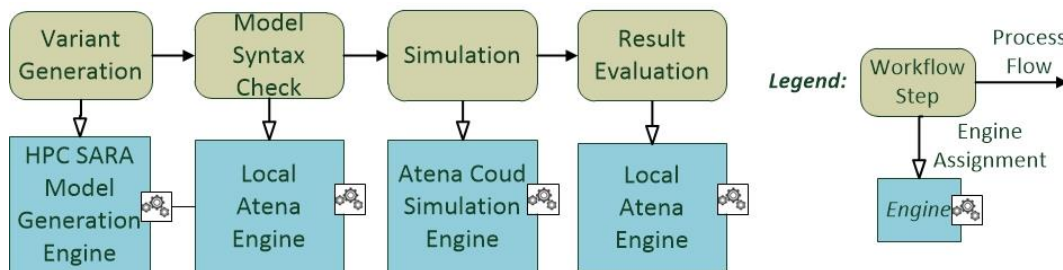 Variant
Generation
Model
Syntax
Check
Simulation
Result
Evaluation
HPC SARA
Model
Generation
Engine
Local
Atena
Engine
Atena Coud
Simulation
Engine
Local
Atena
Engine
Legend:
Workflow
Step
Process
Flow
Engine
Assignment
Engine